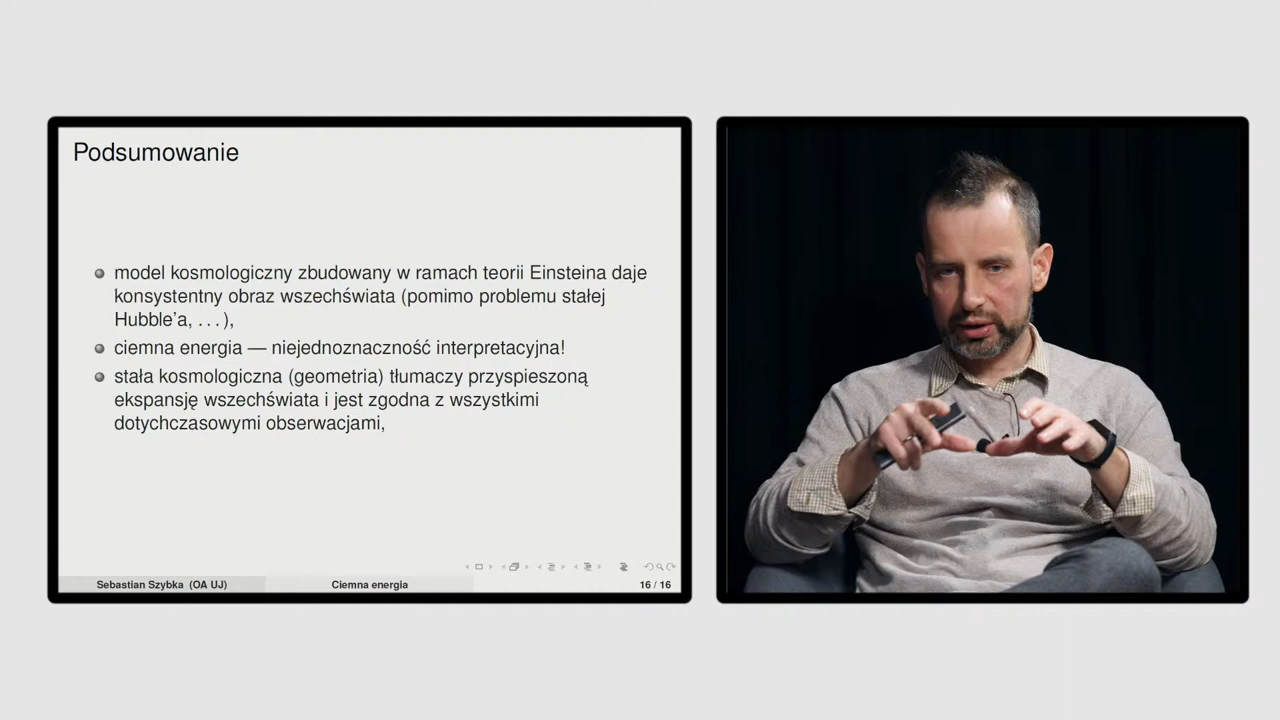 Podsumowanie
model kosmologiczny zbudowany w ramach teorii Einsteina daje
konsystentny obraz wszechświata (pomimo problemu stałej
Hubble'a, . . . ),
ciemna energia — niejednoznaczność interpretacyjna!
stała kosmologiczna (geometria) tłumaczy przyspieszoną
ekspansję wszechświata i jest zgodna z wszystkimi
dotychczasowymi obserwacjami,
Sebastian Szybka (OA UJ) Ciemna energia 16 / 16